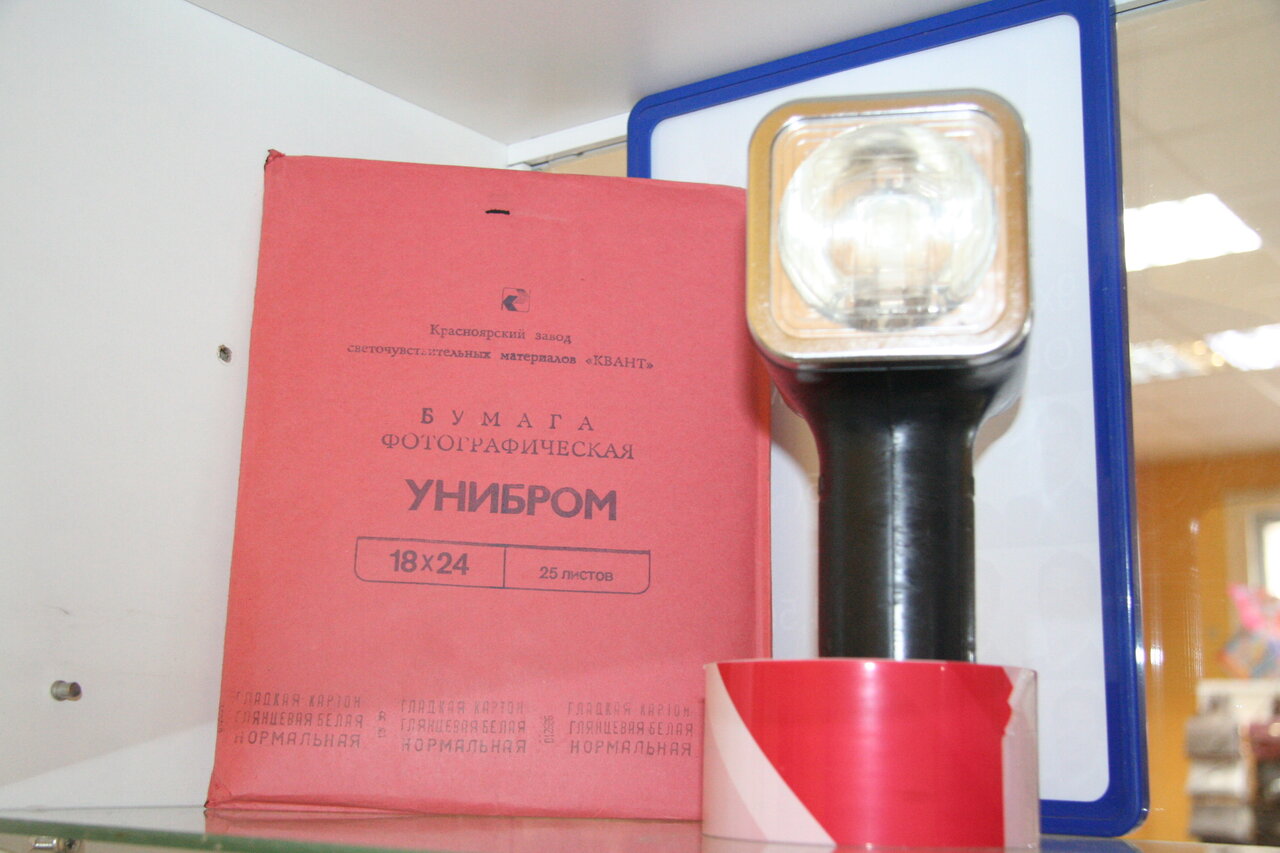 Красноярский завод
светочувствительных материалов «КВАНТ»
БУМАГА
ФОТОГРАФИЧЕСКАЯ
УНИБРОМ
18х24 25 листов
ГЛАДКАЯ КАРТОН ГЛАДКАЯ КАРТОН ГЛАДКАЯ КАРТОН
ГЛЯНЦЕВАЯ БЕЛАЯ ГЛЯНЦЕВАЯ БЕЛАЯ ГЛЯНЦЕВАЯ БЕЛАЯ
НОРМАЛЬНАЯ НОРМАЛЬНАЯ НОРМАЛЬНАЯ